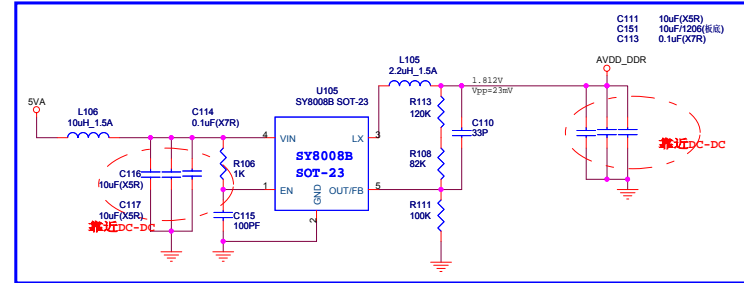 C111 10uF(X5R)
C151 10uF/1206(板底)
C113 0.1uF(X7R)
AVDD_DDR
L105
2.2uH_1.5A
1.812V
Vpp=23mV
5VA
L106
10uH_1.5A
C114
0.1uF(X7R)
U105
SY8008B SOT-23
R113
120K
C110
33P
4 VIN LX 3
SY8008B
SOT-23
靠近DC-DC
R106
1K
R108
82K
C116
10uF(X5R)
1 EN GND OUT/FB 5
2
C117
10uF(X5R)
C115
100PF
R111
100K
靠近DC-DC